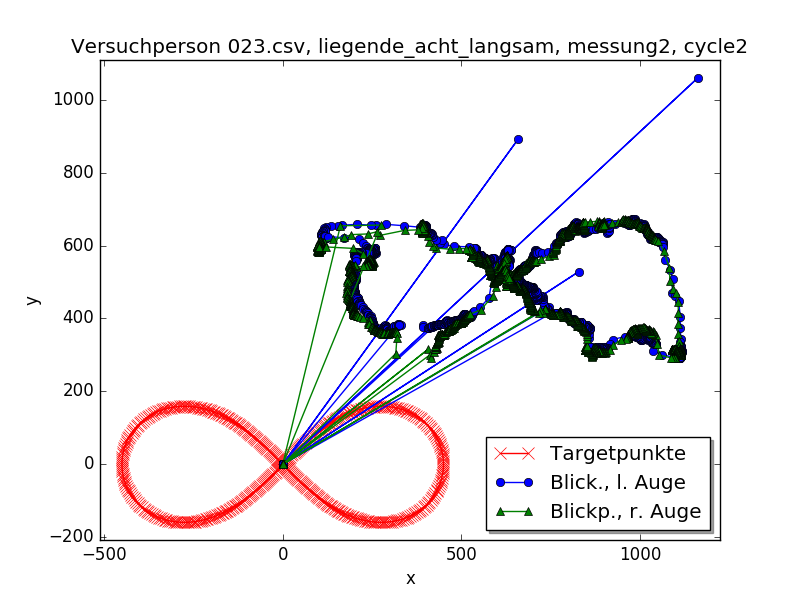 Versuchperson 023.csv, liegende_acht_langsam, messung2, cycle2
1000
800
600
400
200
0
−200
y
Targetpunkte
Blick., l. Auge
Blickp., r. Auge
−500 0 500 1000
x